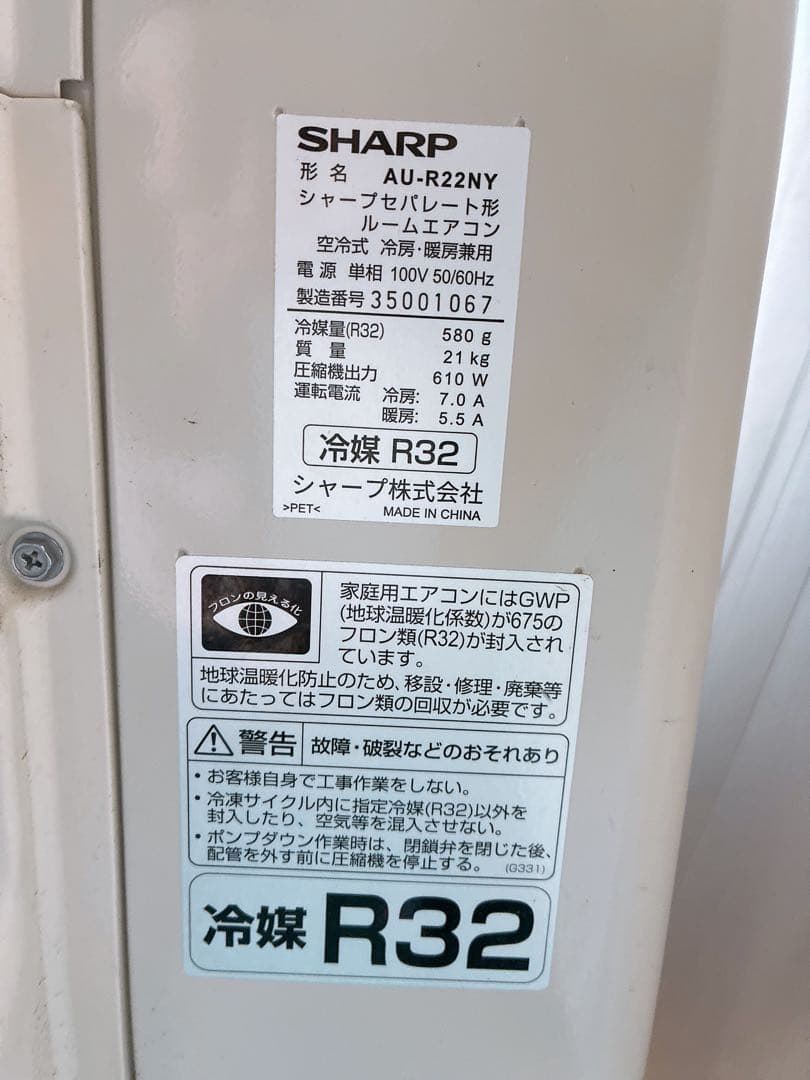 SHARP
形名 AU-R22NY
シャープセパレート形
ルームエアコン
空冷式 冷房・暖房兼用
電源 単相 100V 50/60Hz
製造番号 35001067
冷媒量(R32) 580 g
質量 21 kg
圧縮機出力 610 W
運転電流 冷房: 7.0 A
暖房: 5.5 A
冷媒 R32
シャープ株式会社
>PET< MADE IN CHINA
フロンの見える化
家庭用エアコンにはGWP
(地球温暖化係数)が675の
フロン類(R32)が封入され
ています。
地球温暖化防止のため、移設・修理・廃棄等
にあたってはフロン類の回収が必要です。
警告 故障・破裂などのおそれあり
・お客様自身で工事作業をしない。
・冷凍サイクル内に指定冷媒(R32)以外を
封入したり、空気等を混入させない。
・ポンプダウン作業時は、閉鎖弁を閉じた後、
配管を外す前に圧縮機を停止する。 (G331)
冷媒 R32